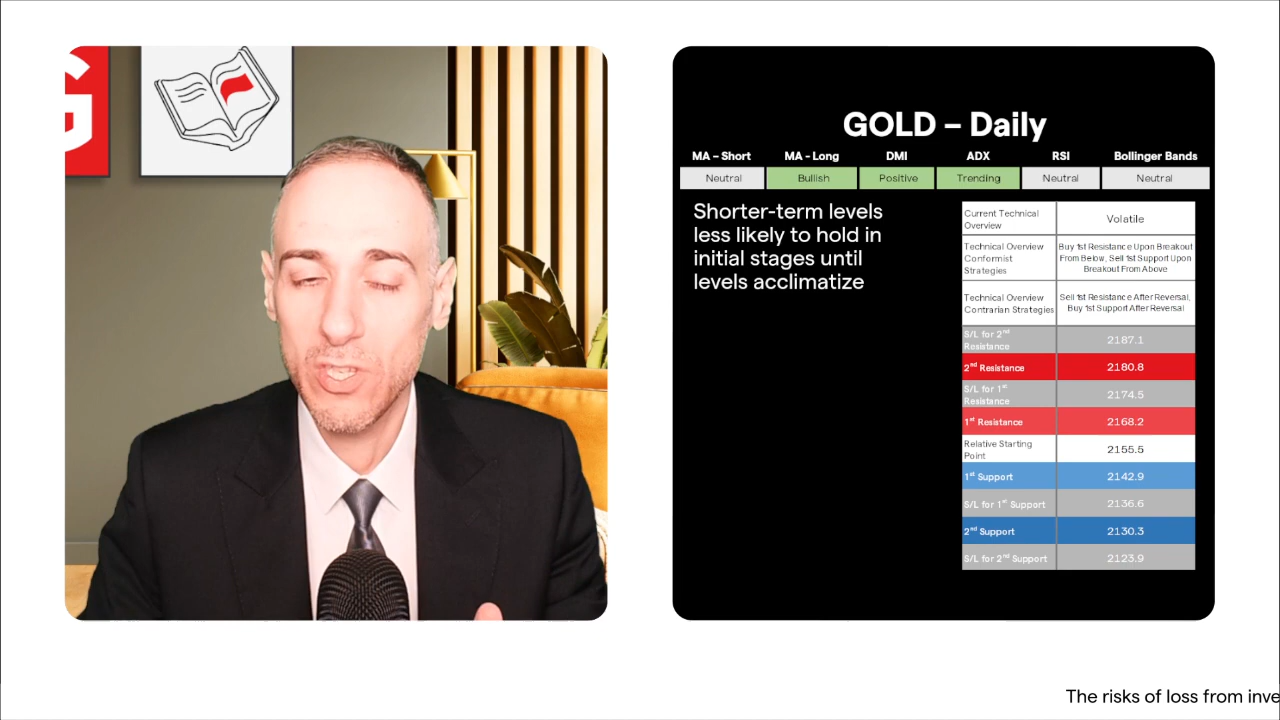 G
GOLD – Daily
MA – Short MA - Long DMI ADX RSI Bollinger Bands
Neutral Bullish Positive Trending Neutral Neutral
Shorter-term levels
less likely to hold in
initial stages until
levels acclimatize
Current Technical
Overview
Volatile
Technical Overview
Conformist
Strategies
Buy 1st Resistance Upon Breakout
From Below, Sell 1st Support Upon
Breakout From Above
Technical Overview
Contrarian Strategies
Sell 1st Resistance After Reversal,
Buy 1st Support After Reversal
S/L for 2nd
Resistance
2187.1
2nd Resistance 2180.8
S/L for 1st
Resistance
2174.5
1st Resistance 2168.2
Relative Starting
Point
2155.5
1st Support 2142.9
S/L for 1st Support 2136.6
2nd Support 2130.3
S/L for 2nd Support 2123.9
The risks of loss from inve